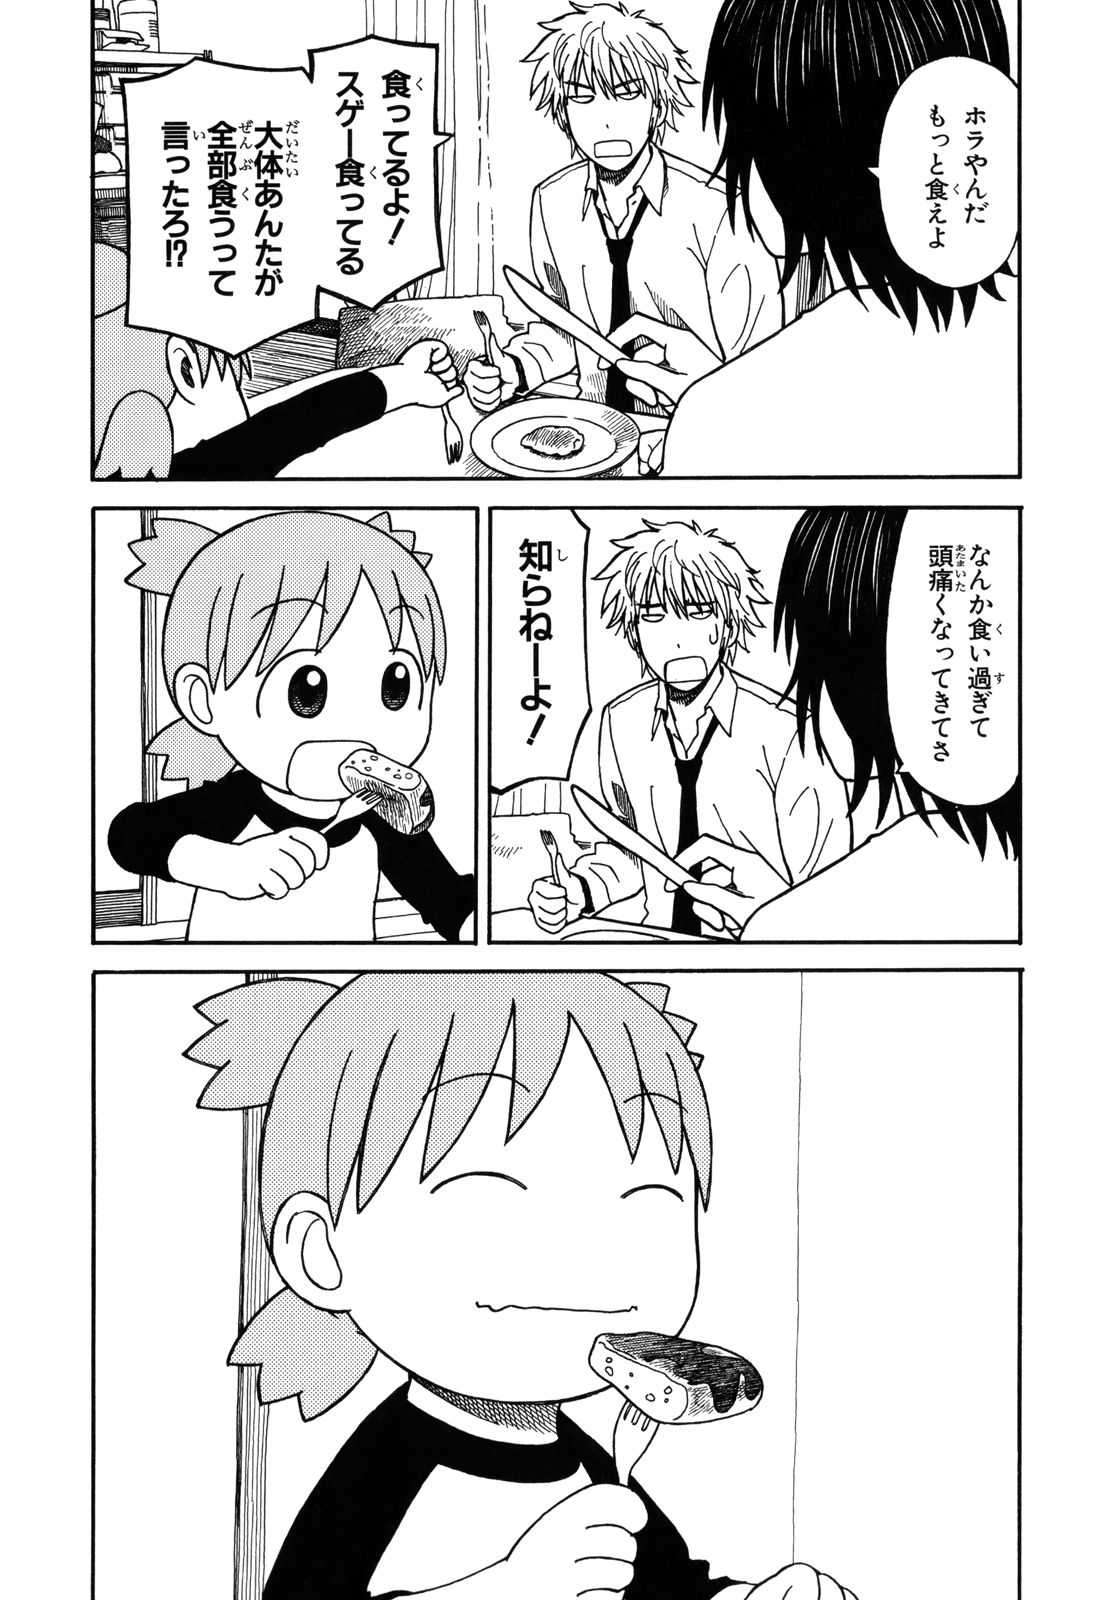 ホラやんだ
もっと食えよ
食ってるよ！
スゲー食ってる
大体あんたが
全部食うって
言ったろ！？
なんか食い過ぎて
頭痛くなってきてさ
知らねーよ！